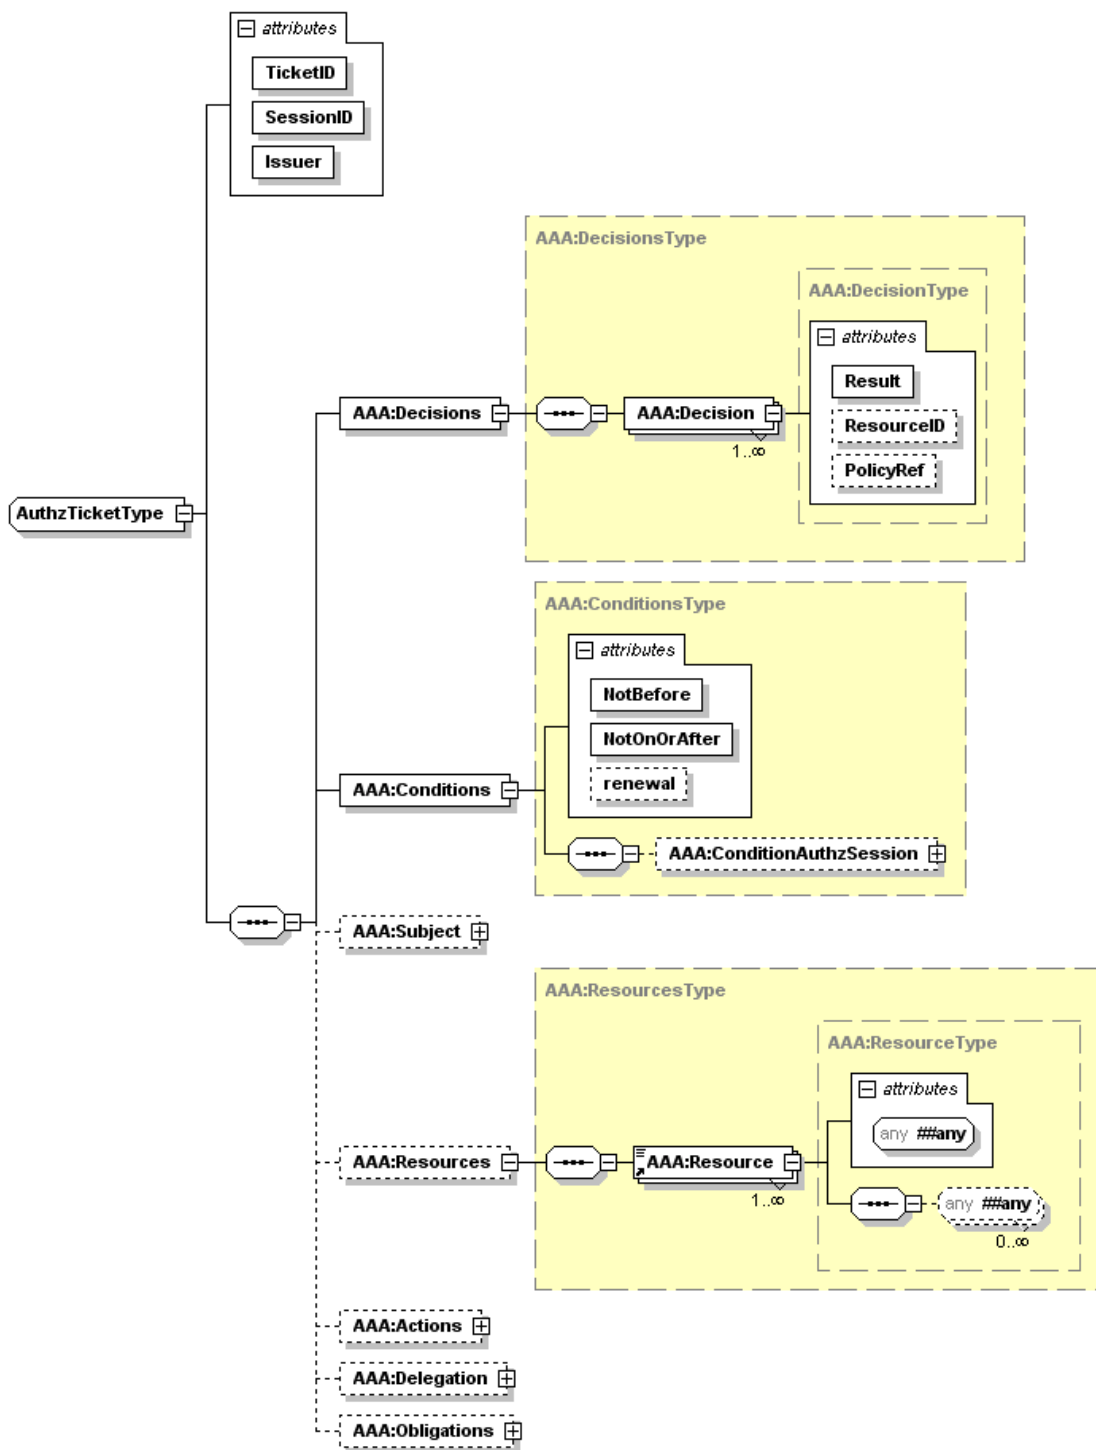 attributes
TicketID
SessionID
Issuer
AAA:DecisionsType
AAA:DecisionType
attributes
Result
AAA:Decisions
AAA:Decision
ResourceID
1..∞
PolicyRef
AuthzTicketType
AAA:ConditionsType
attributes
NotBefore
NotOnOrAfter
AAA:Conditions
renewal
AAA:ConditionAuthzSession
AAA:Subject
AAA:ResourcesType
AAA:ResourceType
attributes
any ##any
AAA:Resources
AAA:Resource
1..∞
any ##any
0..∞
AAA:Actions
AAA:Delegation
AAA:Obligations